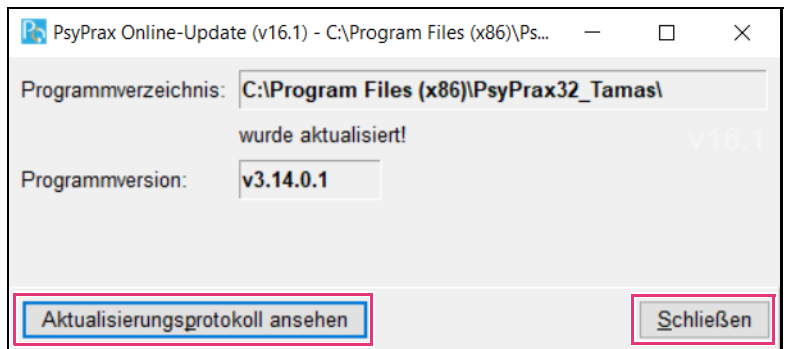 PsyPrax Online-Update (v16.1) - C:\Program Files (x86)\Ps...
Programmverzeichnis: C:\Program Files (x86)\PsyPrax32_Tamas\
wurde aktualisiert!
v16.1
Programmversion: v3.14.0.1
Aktualisierungsprotokoll ansehen Schließen